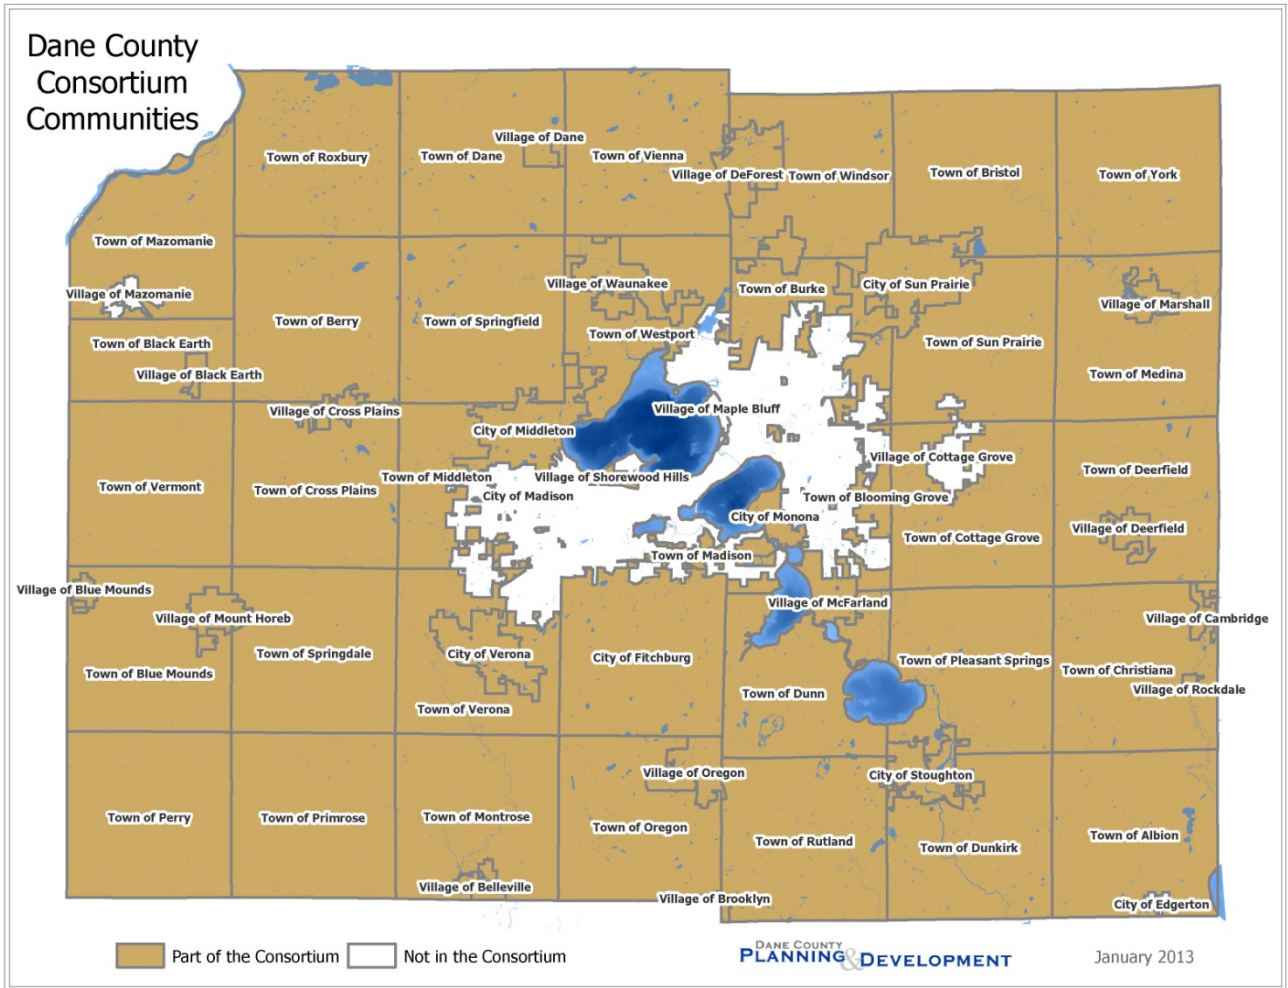 Dane County
Consortium
Communities
Village of Dane
Town of Roxbury
Town of Dane
Town of Vienna
Village of DeForest
Town of Windsor
Town of Bristol
Town of York
Town of Mazomanie
Village of Mazomanie
Village of Waunakee
Town of Burke
City of Sun Prairie
Village of Marshall
Town of Berry
Town of Springfield
Town of Westport
Town of Black Earth
Town of Sun Prairie
Village of Black Earth
Town of Medina
Village of Cross Plains
Village of Maple Bluff
City of Middleton
Village of Cottage Grove
Town of Deerfield
Town of Middleton
Village of Shorewood Hills
Town of Vermont
Town of Cross Plains
City of Madison
Town of Blooming Grove
City of Monona
Village of Deerfield
Town of Cottage Grove
Town of Madison
Village of Blue Mounds
Village of McFarland
Village of Mount Horeb
Village of Cambridge
Town of Springdale
City of Verona
City of Fitchburg
Town of Pleasant Springs
Town of Blue Mounds
Town of Christiana
Village of Rockdale
Town of Dunn
Town of Verona
Village of Oregon
City of Stoughton
Town of Perry
Town of Primrose
Town of Montrose
Town of Oregon
Town of Rutland
Town of Dunkirk
Town of Albion
Village of Belleville
Village of Brooklyn
City of Edgerton
Part of the Consortium
Not in the Consortium
DANE COUNTY
PLANNING & DEVELOPMENT
January 2013